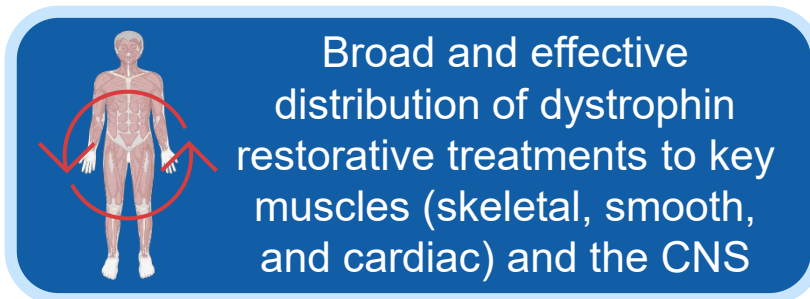 Broad and effective
distribution of dystrophin
restorative treatments to key
muscles (skeletal, smooth,
and cardiac) and the CNS